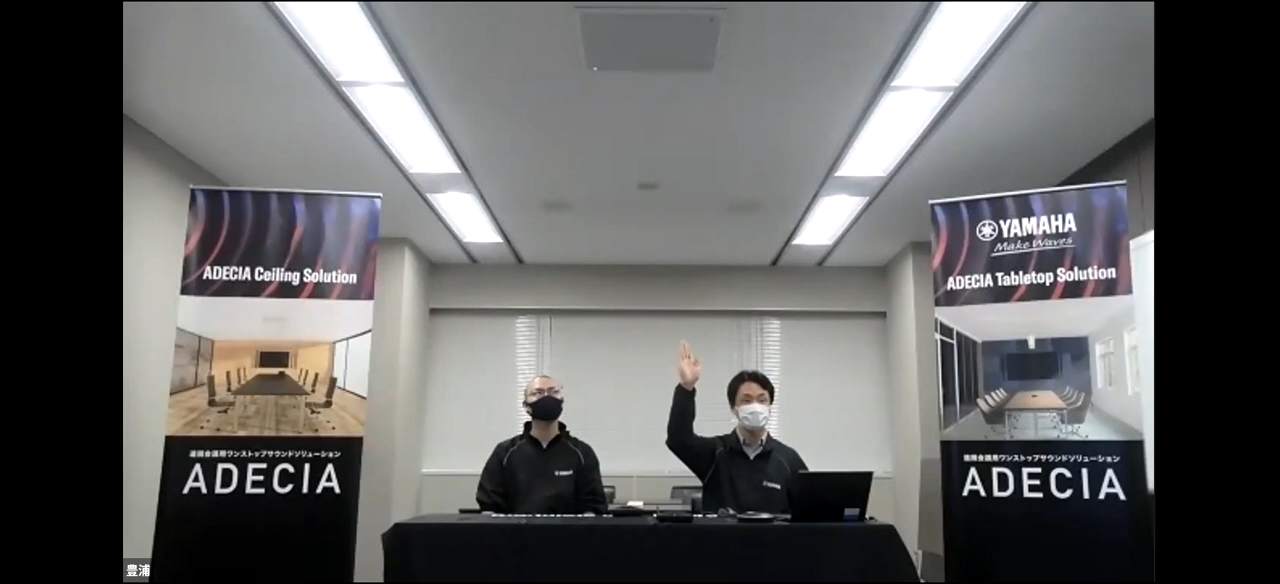 ADECIA Ceiling Solution
遠隔会議用ワンストップサウンドソリューション
ADECIA
YAMAHA
Make Waves
ADECIA Tabletop Solution
遠隔会議用ワンストップサウンドソリューション
ADECIA
YAMAHA
YAMAHA
豊浦